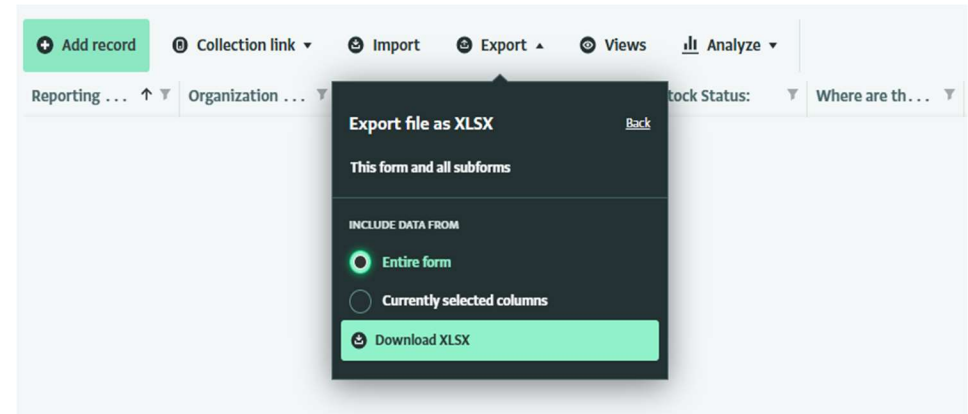 Add record Collection link Import Export Views Analyze
Reporting ... Organization ... tock Status: Where are th...
Export file as XLSX Back
This form and all subforms
INCLUDE DATA FROM
Entire form
Currently selected columns
Download XLSX